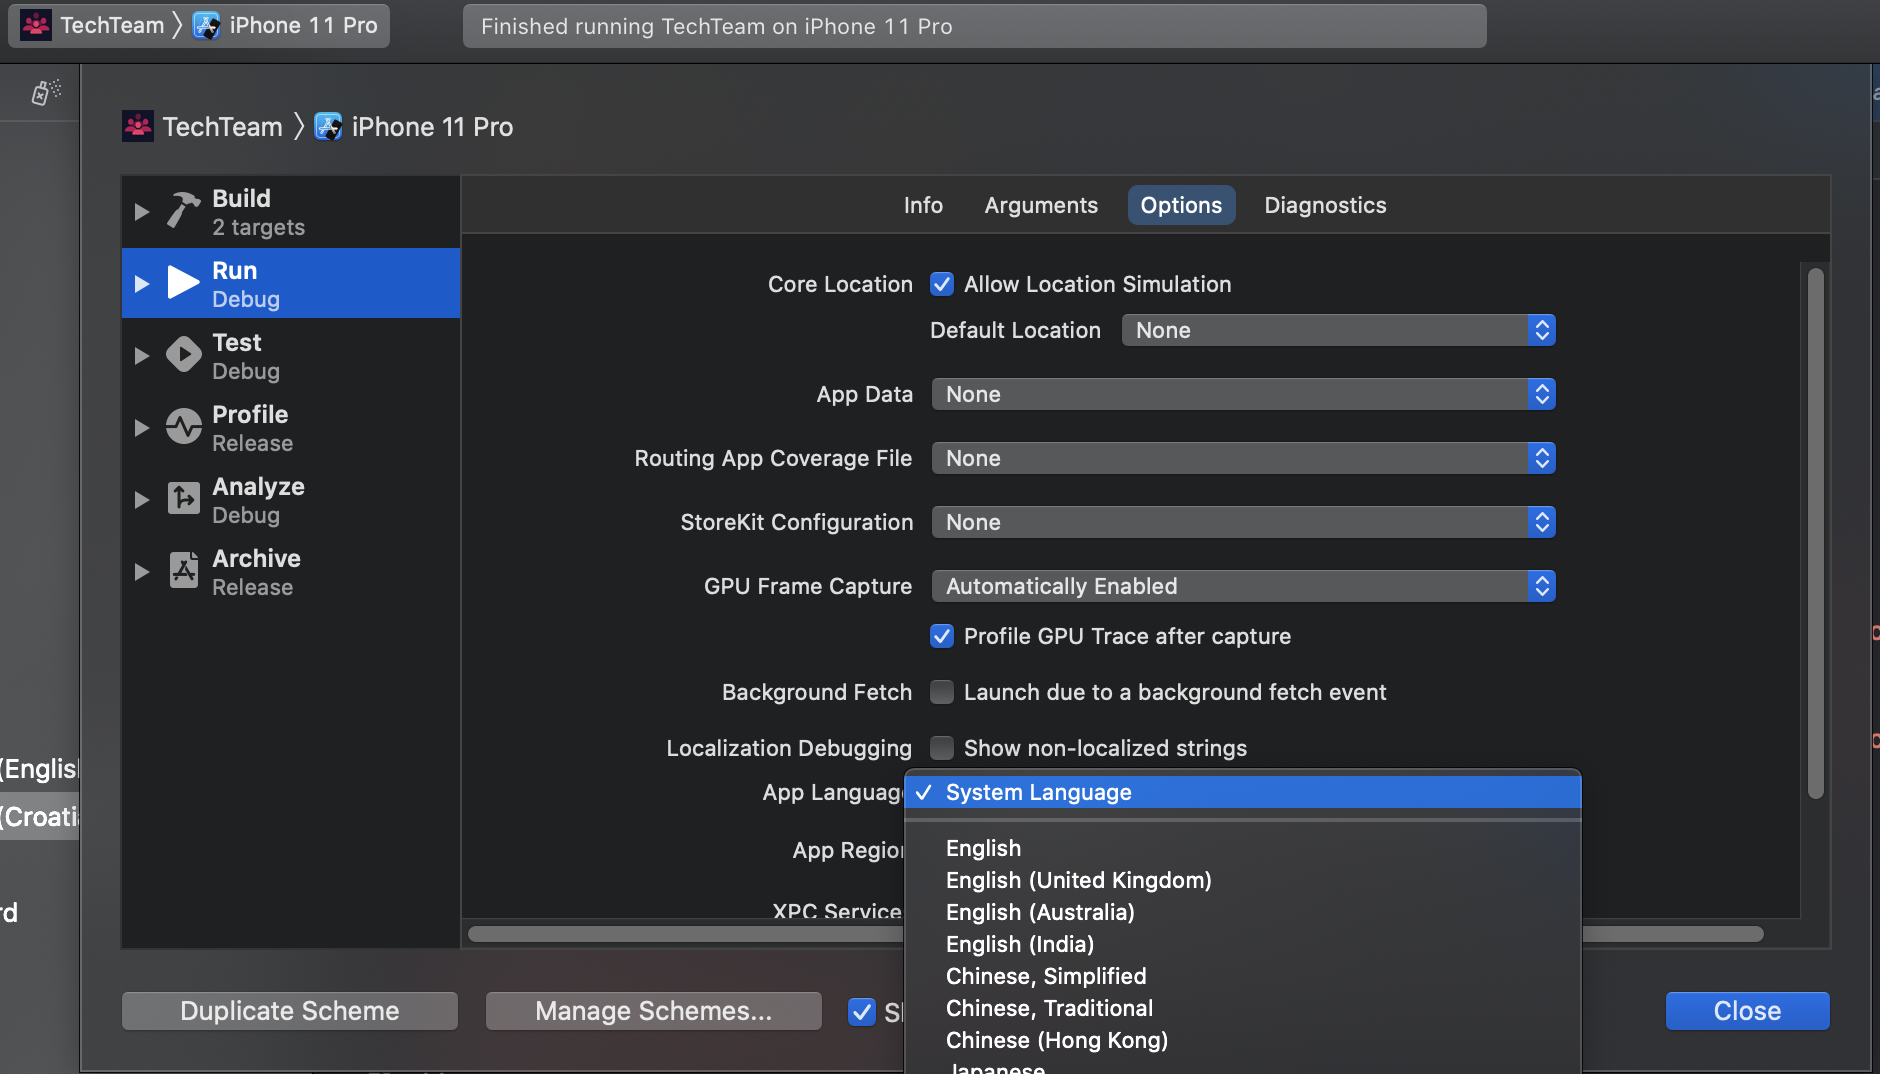 TechTeam 〉 iPhone 11 Pro
Finished running TechTeam on iPhone 11 Pro
TechTeam 〉 iPhone 11 Pro
Build
2 targets
Run
Debug
Test
Debug
Profile
Release
Analyze
Debug
Archive
Release
Info Arguments Options Diagnostics
Core Location Allow Location Simulation
Default Location None
App Data None
Routing App Coverage File None
StoreKit Configuration None
GPU Frame Capture Automatically Enabled
Profile GPU Trace after capture
Background Fetch Launch due to a background fetch event
Localization Debugging Show non-localized strings
App Language System Language
English
English (United Kingdom)
English (Australia)
English (India)
Chinese, Simplified
Chinese, Traditional
Chinese (Hong Kong)
Japanese
App Region
XPC Service
(English
(Croatia
rd
Duplicate Scheme Manage Schemes... Close